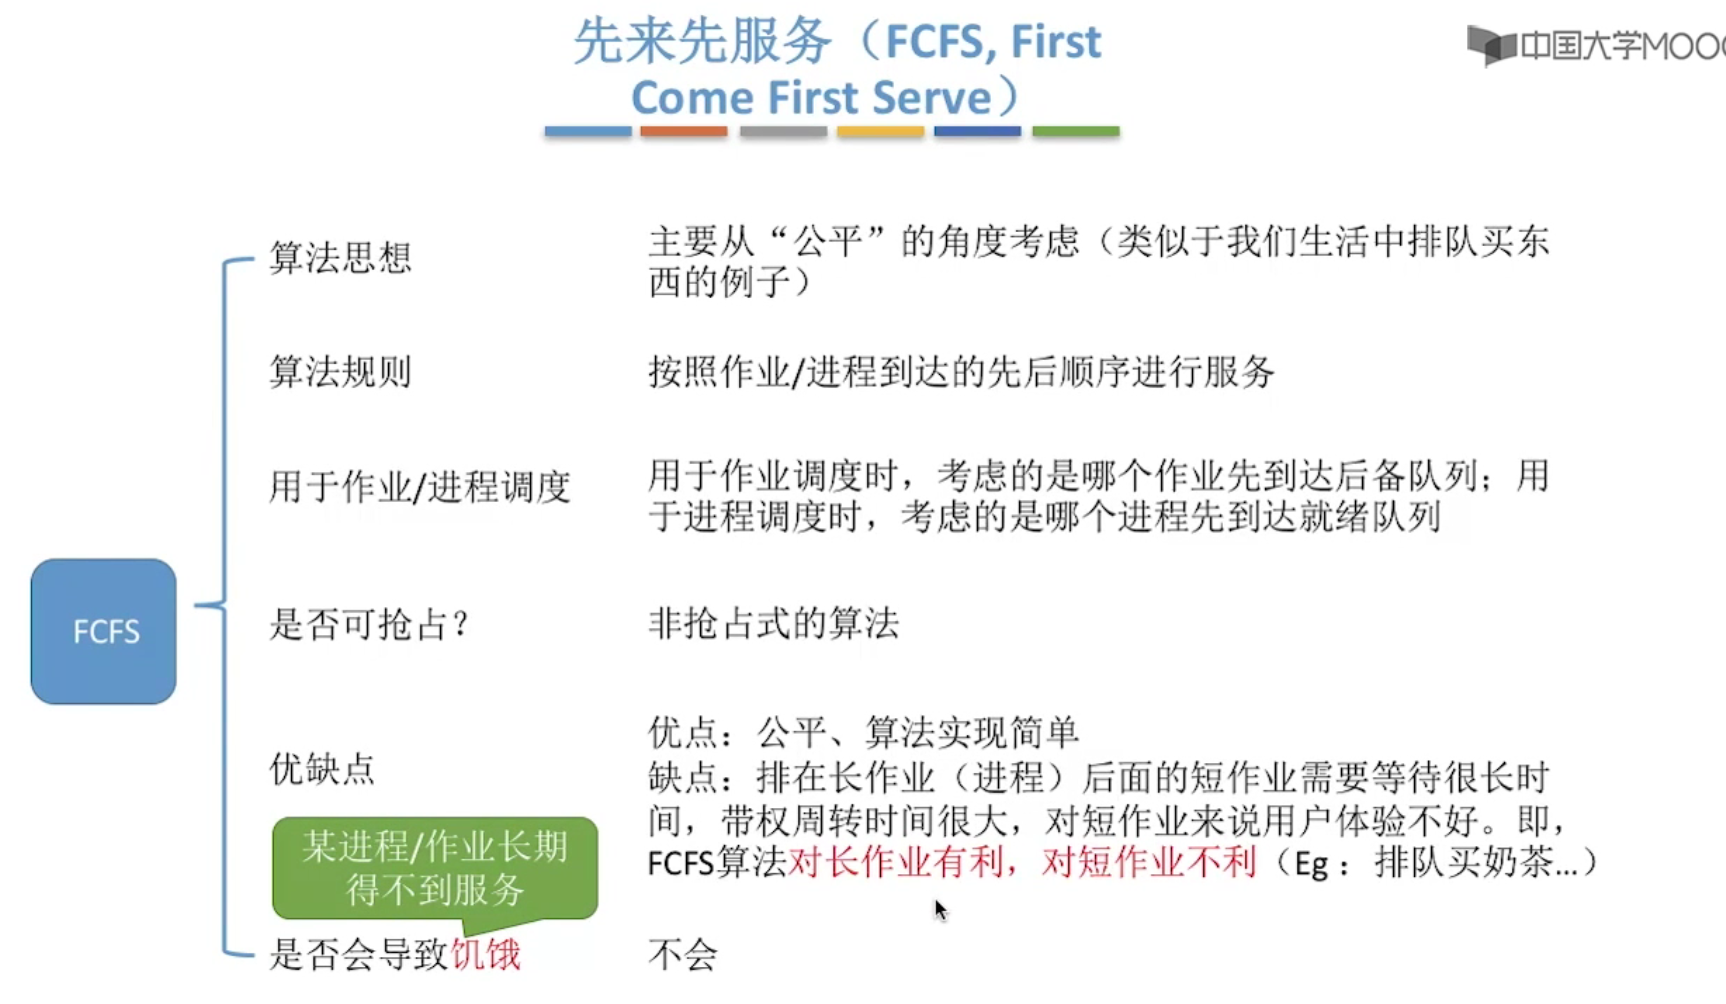 先来先服务（FCFS, First
Come First Serve）
中国大学MOOC
算法思想
主要从“公平”的角度考虑（类似于我们生活中排队买东
西的例子）
算法规则
按照作业/进程到达的先后顺序进行服务
用于作业/进程调度
用于作业调度时，考虑的是哪个作业先到达后备队列；用
于进程调度时，考虑的是哪个进程先到达就绪队列
FCFS
是否可抢占？
非抢占式的算法
优缺点
优点：公平、算法实现简单
缺点：排在长作业（进程）后面的短作业需要等待很长时
间，带权周转时间很大，对短作业来说用户体验不好。即，
FCFS算法对长作业有利，对短作业不利（Eg：排队买奶茶…）
某进程/作业长期
得不到服务
是否会导致饥饿
不会